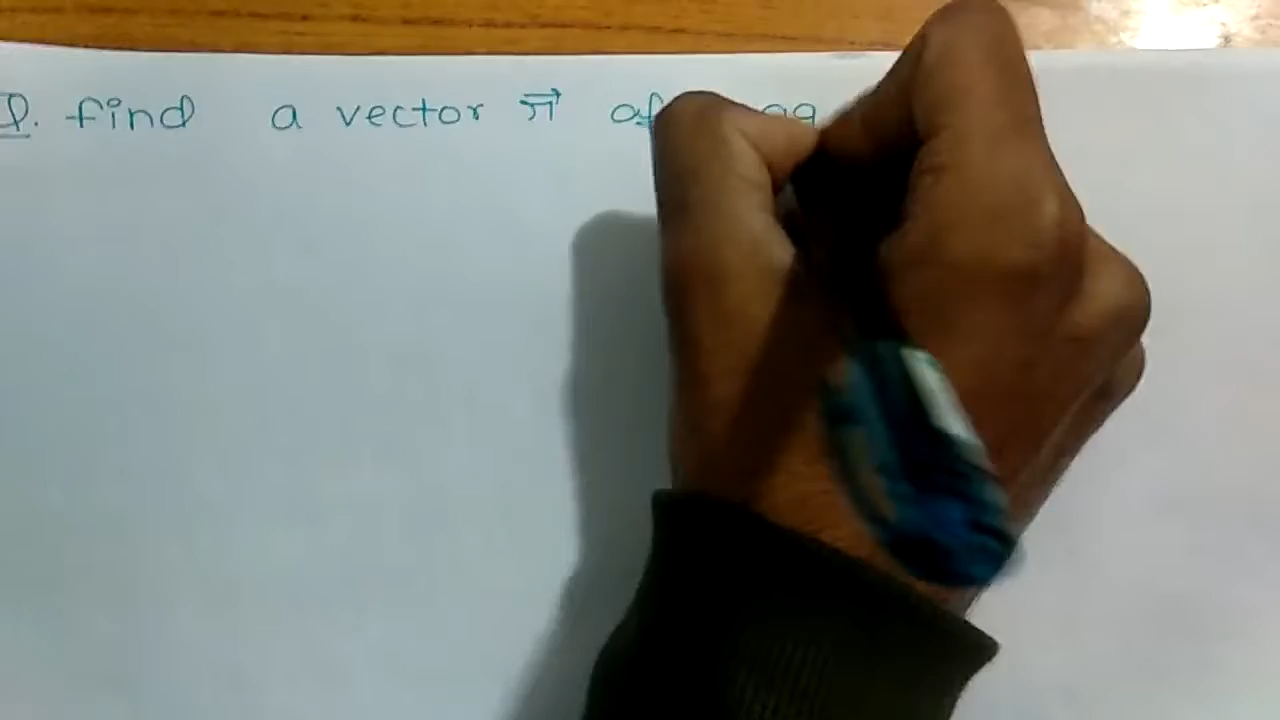 Q. find a vector r⃗ of